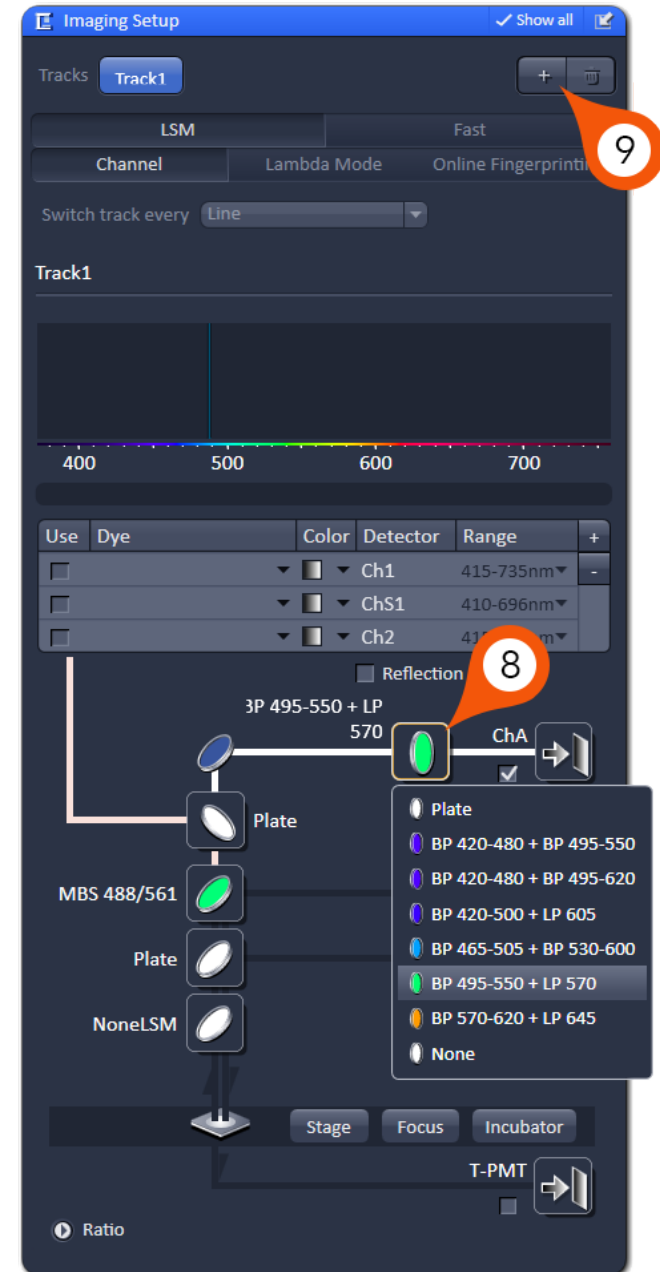 Imaging Setup
Show all
Tracks Track1 +
9
LSM Fast
Channel Lambda Mode Online
Switch track every Line
Track1
400 500 600 700
Use Dye Color Detector Range +
Ch1 415-735nm -
ChS1 410-696nm
Ch2
Reflection
8
BP 495-550 + LP
570
ChA
Plate
Plate
BP 420-480 + BP 495-550
BP 420-480 + BP 495-620
MBS 488/561
BP 420-500 + LP 605
BP 465-505 + BP 530-600
Plate
BP 495-550 + LP 570
BP 570-620 + LP 645
NoneLSM
None
Stage Focus Incubator
T-PMT
Ratio